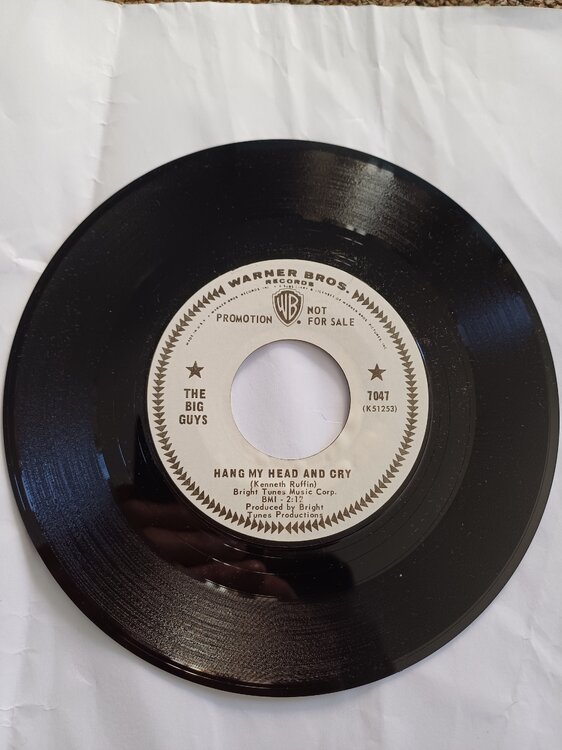 WARNER BROS.
RECORDS
WB
PROMOTION NOT
FOR SALE
THE
BIG
GUYS
7047
(K51253)
HANG MY HEAD AND CRY
(Kenneth Ruffin)
Bright Tunes Music Corp.
BMI - 2:12
Produced by Bright
Tunes Productions